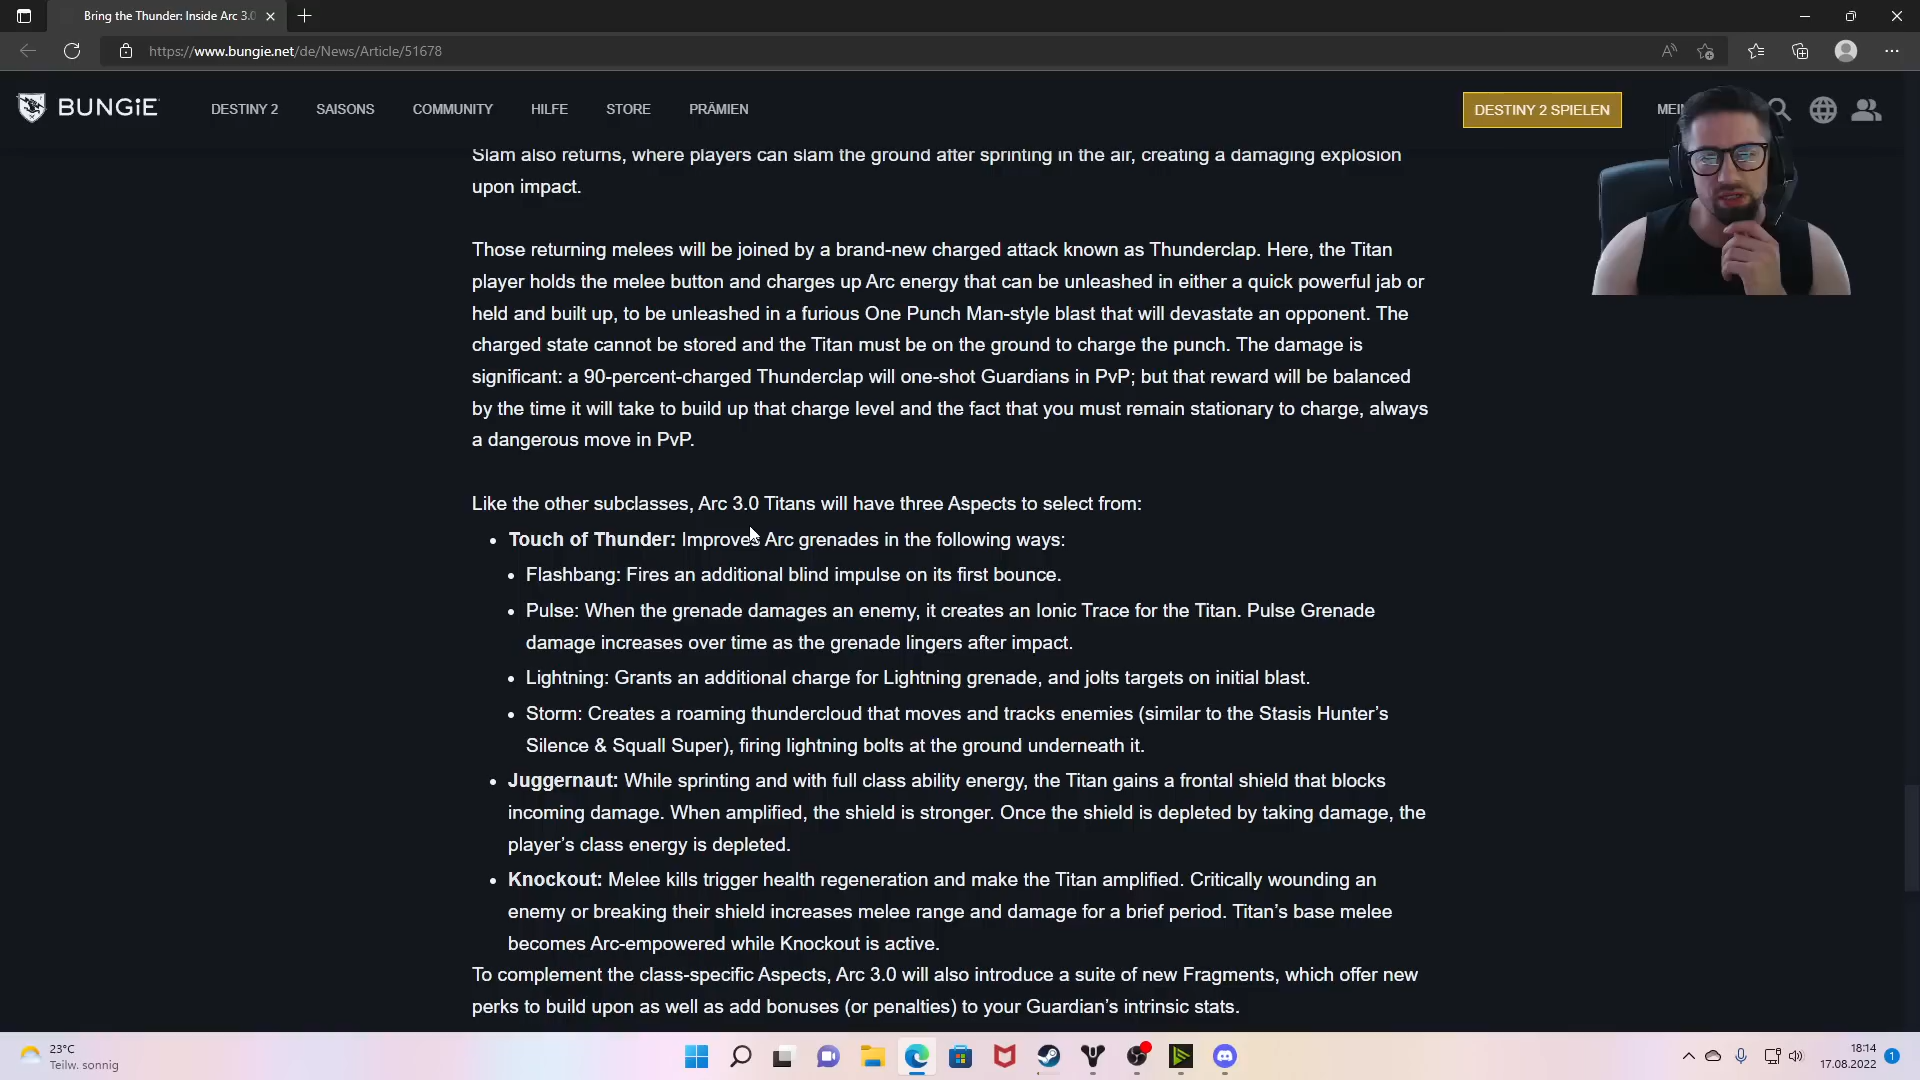 Bring the Thunder: Inside Arc 3.0
https://www.bungie.net/de/News/Article/51678
BUNGiE
DESTINY 2
SAISONS
COMMUNITY
HILFE
STORE
PRÄMIEN
DESTINY 2 SPIELEN
Slam also returns, where players can slam the ground after sprinting in the air, creating a damaging explosion
upon impact.
Those returning melees will be joined by a brand-new charged attack known as Thunderclap. Here, the Titan
player holds the melee button and charges up Arc energy that can be unleashed in either a quick powerful jab or
held and built up, to be unleashed in a furious One Punch Man-style blast that will devastate an opponent. The
charged state cannot be stored and the Titan must be on the ground to charge the punch. The damage is
significant: a 90-percent-charged Thunderclap will one-shot Guardians in PvP; but that reward will be balanced
by the time it will take to build up that charge level and the fact that you must remain stationary to charge, always
a dangerous move in PvP.
Like the other subclasses, Arc 3.0 Titans will have three Aspects to select from:
• Touch of Thunder: Improves Arc grenades in the following ways:
• Flashbang: Fires an additional blind impulse on its first bounce.
• Pulse: When the grenade damages an enemy, it creates an Ionic Trace for the Titan. Pulse Grenade
damage increases over time as the grenade lingers after impact.
• Lightning: Grants an additional charge for Lightning grenade, and jolts targets on initial blast.
• Storm: Creates a roaming thundercloud that moves and tracks enemies (similar to the Stasis Hunter's
Silence & Squall Super), firing lightning bolts at the ground underneath it.
• Juggernaut: While sprinting and with full class ability energy, the Titan gains a frontal shield that blocks
incoming damage. When amplified, the shield is stronger. Once the shield is depleted by taking damage, the
player's class energy is depleted.
• Knockout: Melee kills trigger health regeneration and make the Titan amplified. Critically wounding an
enemy or breaking their shield increases melee range and damage for a brief period. Titan's base melee
becomes Arc-empowered while Knockout is active.
To complement the class-specific Aspects, Arc 3.0 will also introduce a suite of new Fragments, which offer new
perks to build upon as well as add bonuses (or penalties) to your Guardian's intrinsic stats.
23°C
Teilw. sonnig
18:14
17.08.2022
1